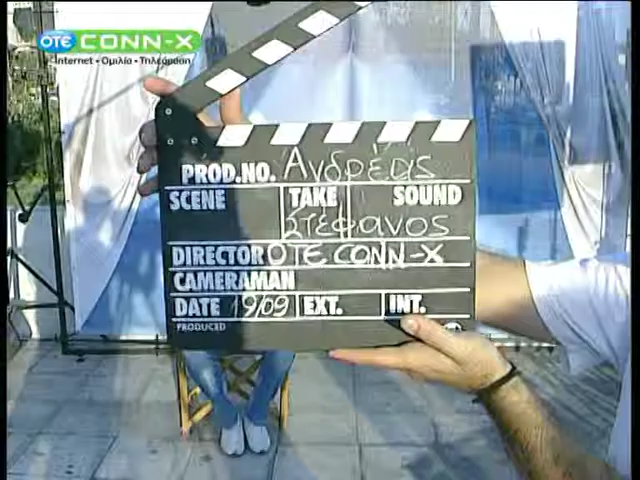 OTE CONN-X
Internet • Ομιλία • Τηλεόραση
PROD.NO. Ανδρέας
SCENE TAKE SOUND
Στέφανος
DIRECTOR OTE CONN-X
CAMERAMAN
DATE 19/09 EXT. INT.
PRODUCED